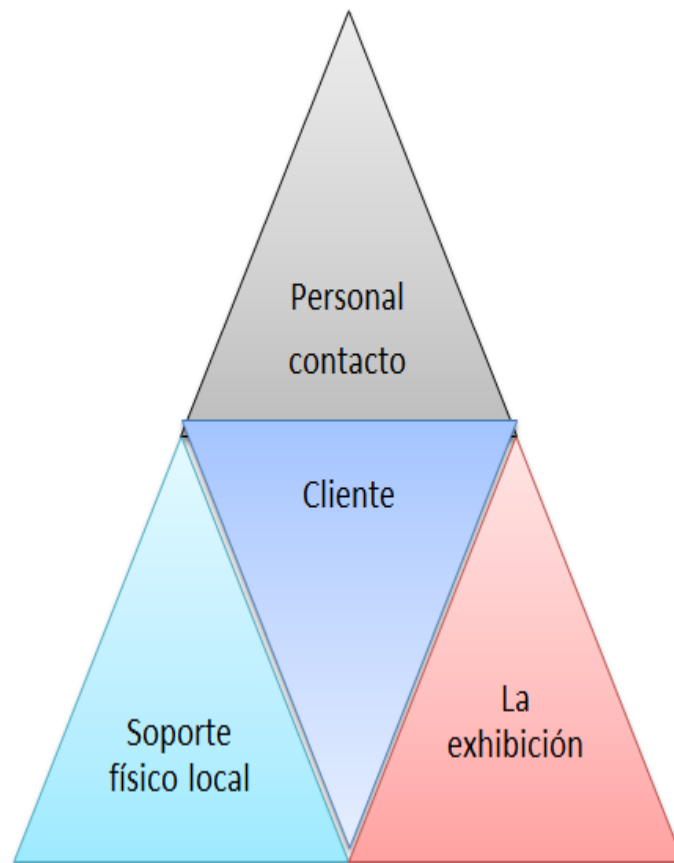 Personal
contacto
Cliente
Soporte
físico local
La
exhibición